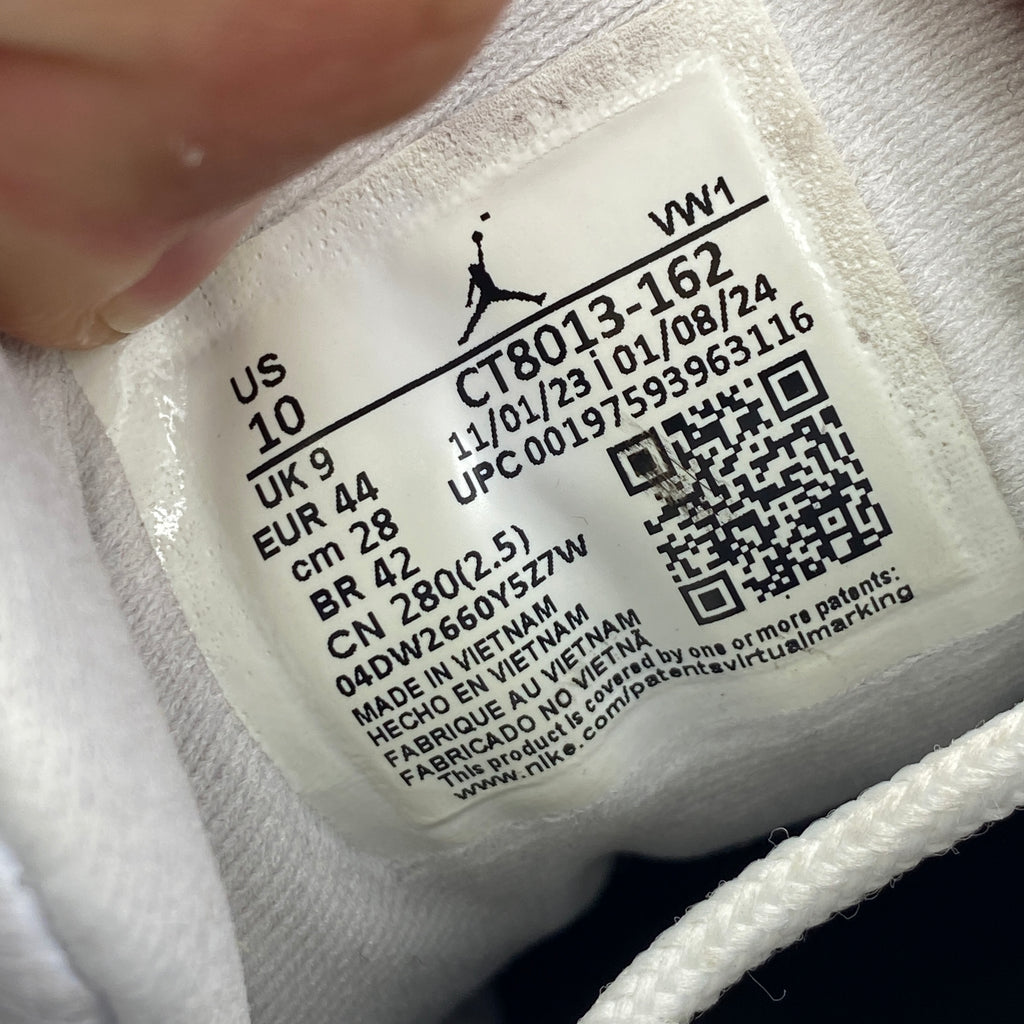 VW1
US
10
CT8013-162
11/01/23 | 01/08/24
UPC 00197593963116
UK 9
EUR 44
cm 28
BR 42
CN 280(2.5)
04DW2660Y5Z7W
MADE IN VIETNAM
HECHO EN VIETNAM
FABRIQUE AU VIETNAM
FABRICADO NO VIETNÃ
This product is covered by one or more patents:
www.nike.com/patentsvirtualmarking